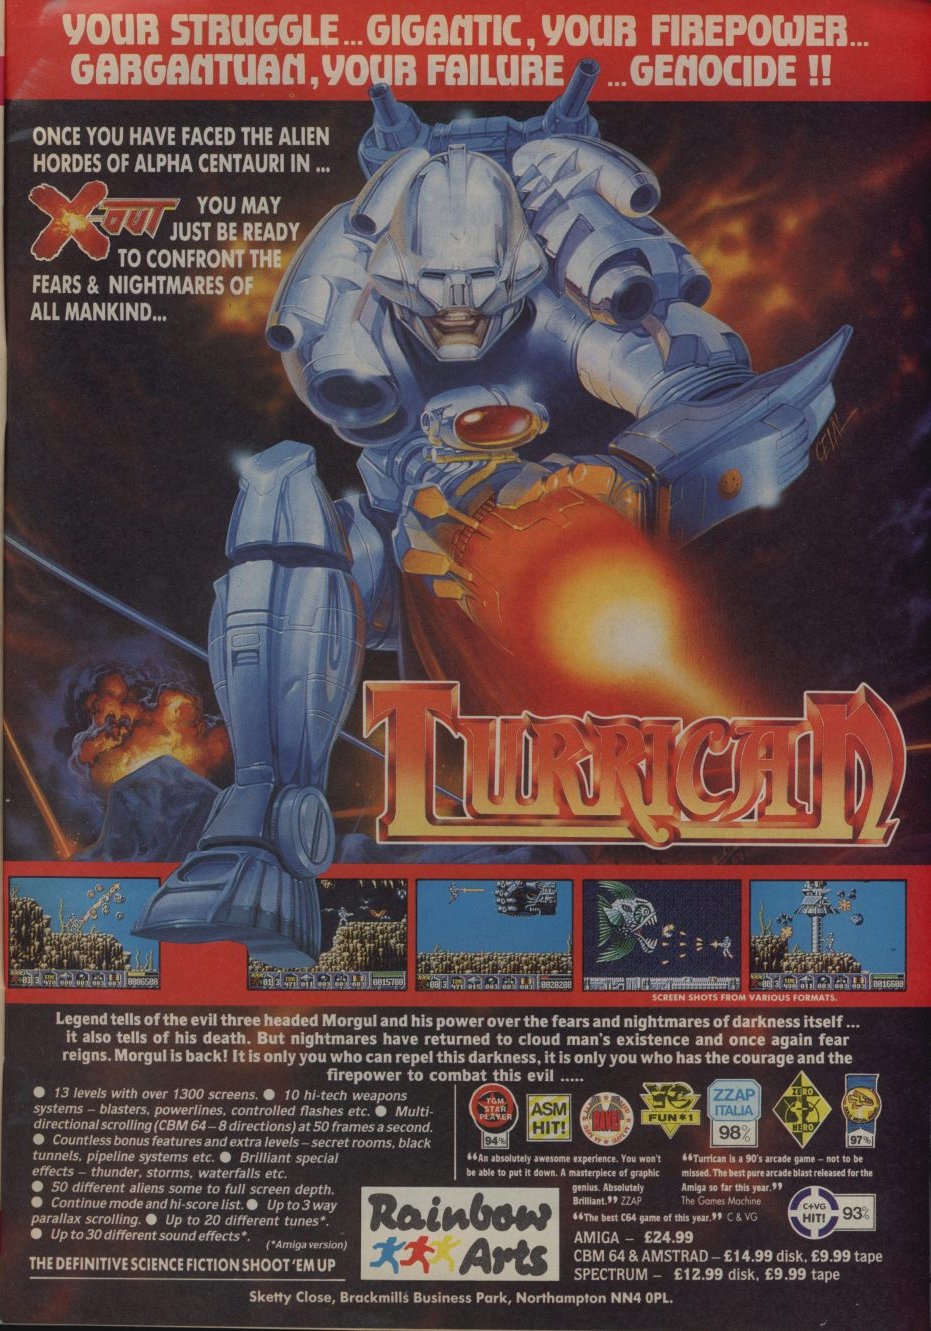 YOUR STRUGGLE... GIGANTIC, YOUR FIREPOWER...
GARGANTUAN, YOUR FAILURE ...GENOCIDE !!
ONCE YOU HAVE FACED THE ALIEN
HORDES OF ALPHA CENTAURI IN ...
X-OUT YOU MAY
JUST BE READY
TO CONFRONT THE
FEARS & NIGHTMARES OF
ALL MANKIND...
TURRICAN
SCREEN SHOTS FROM VARIOUS FORMATS.
Legend tells of the evil three headed Morgul and his power over the fears and nightmares of darkness itself ...
it also tells of his death. But nightmares have returned to cloud man's existence and once again fear
reigns. Morgul is back! It is only you who can repel this darkness, it is only you who has the courage and the
firepower to combat this evil .....
● 13 levels with over 1300 screens. ● 10 hi-tech weapons
systems – blasters, powerlines, controlled flashes etc. ● Multi-
directional scrolling (CBM 64 – 8 directions) at 50 frames a second.
● Countless bonus features and extra levels – secret rooms, black
tunnels, pipeline systems etc. ● Brilliant special
effects – thunder, storms, waterfalls etc.
● 50 different aliens some to full screen depth.
● Continue mode and hi-score list. ● Up to 3 way
parallax scrolling. ● Up to 20 different tunes*.
● Up to 30 different sound effects*.
(*Amiga version)
THE DEFINITIVE SCIENCE FICTION SHOOT 'EM UP
TGM
STAR
PLAYER
94%
ASM
HIT!
RAVE
YC
FUN*1
ZZAP
ITALIA
98%
ZERO
HERO
97%
"An absolutely awesome experience. You won't
be able to put it down. A masterpiece of graphic
genius. Absolutely
Brilliant." ZZAP
"The best C64 game of this year." C & VG
"Turrican is a 90's arcade game – not to be
missed. The best pure arcade blast released for the
Amiga so far this year."
The Games Machine
C+VG
HIT!
93%
Rainbow
Arts
AMIGA – £24.99
CBM 64 & AMSTRAD – £14.99 disk, £9.99 tape
SPECTRUM – £12.99 disk, £9.99 tape
Sketty Close, Brackmills Business Park, Northampton NN4 0PL.